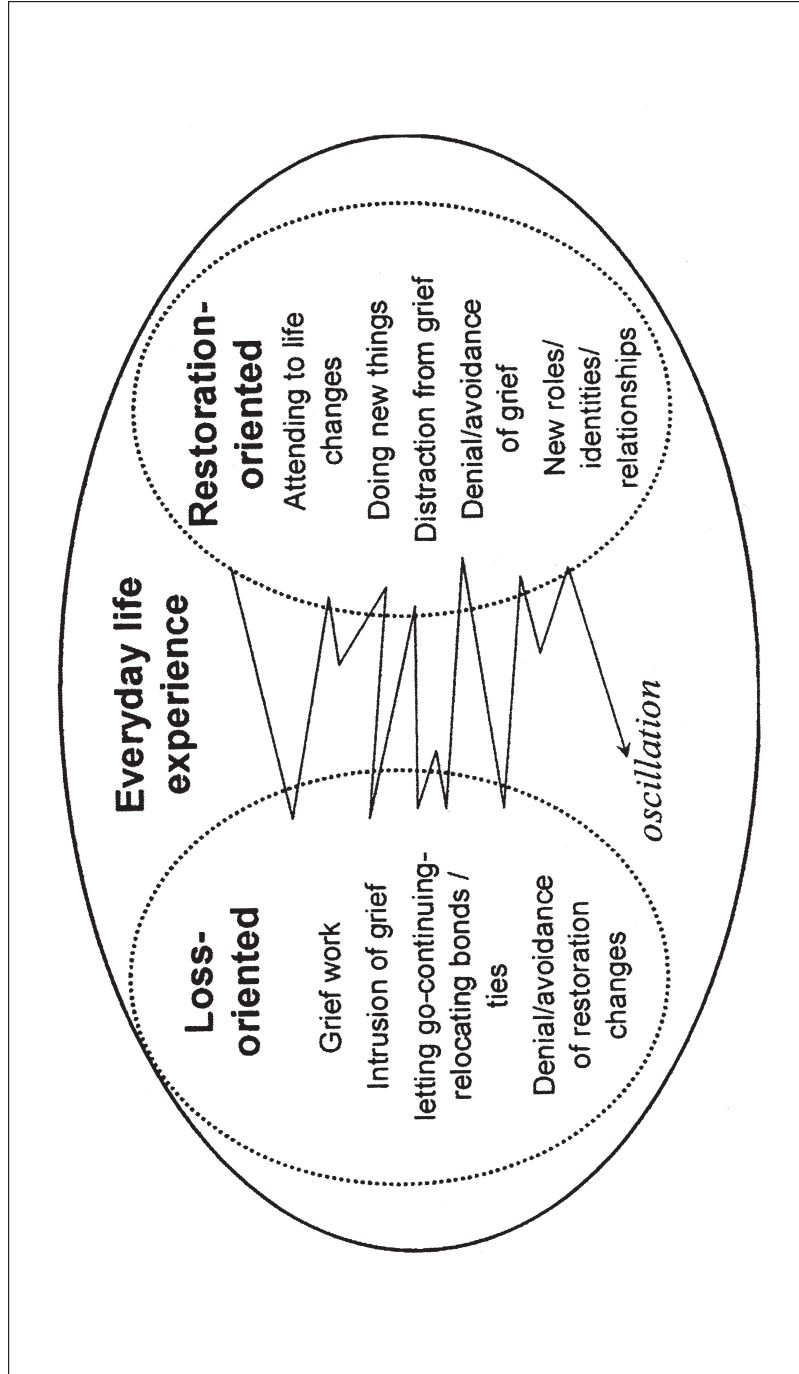 Everyday life
experience
Loss-
oriented
Grief work
Intrusion of grief
letting go-continuing-
relocating bonds /
ties
Denial/avoidance
of restoration
changes
Restoration-
oriented
Attending to life
changes
Doing new things
Distraction from grief
Denial/avoidance
of grief
New roles/
identities/
relationships
oscillation